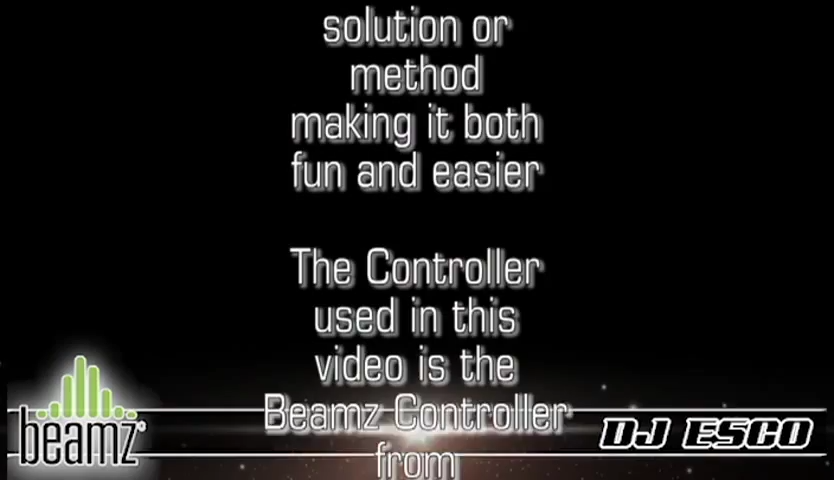 solution or
method
making it both
fun and easier
The Controller
used in this
video is the
Beamz Controller
from
beamz
DJ ESCO